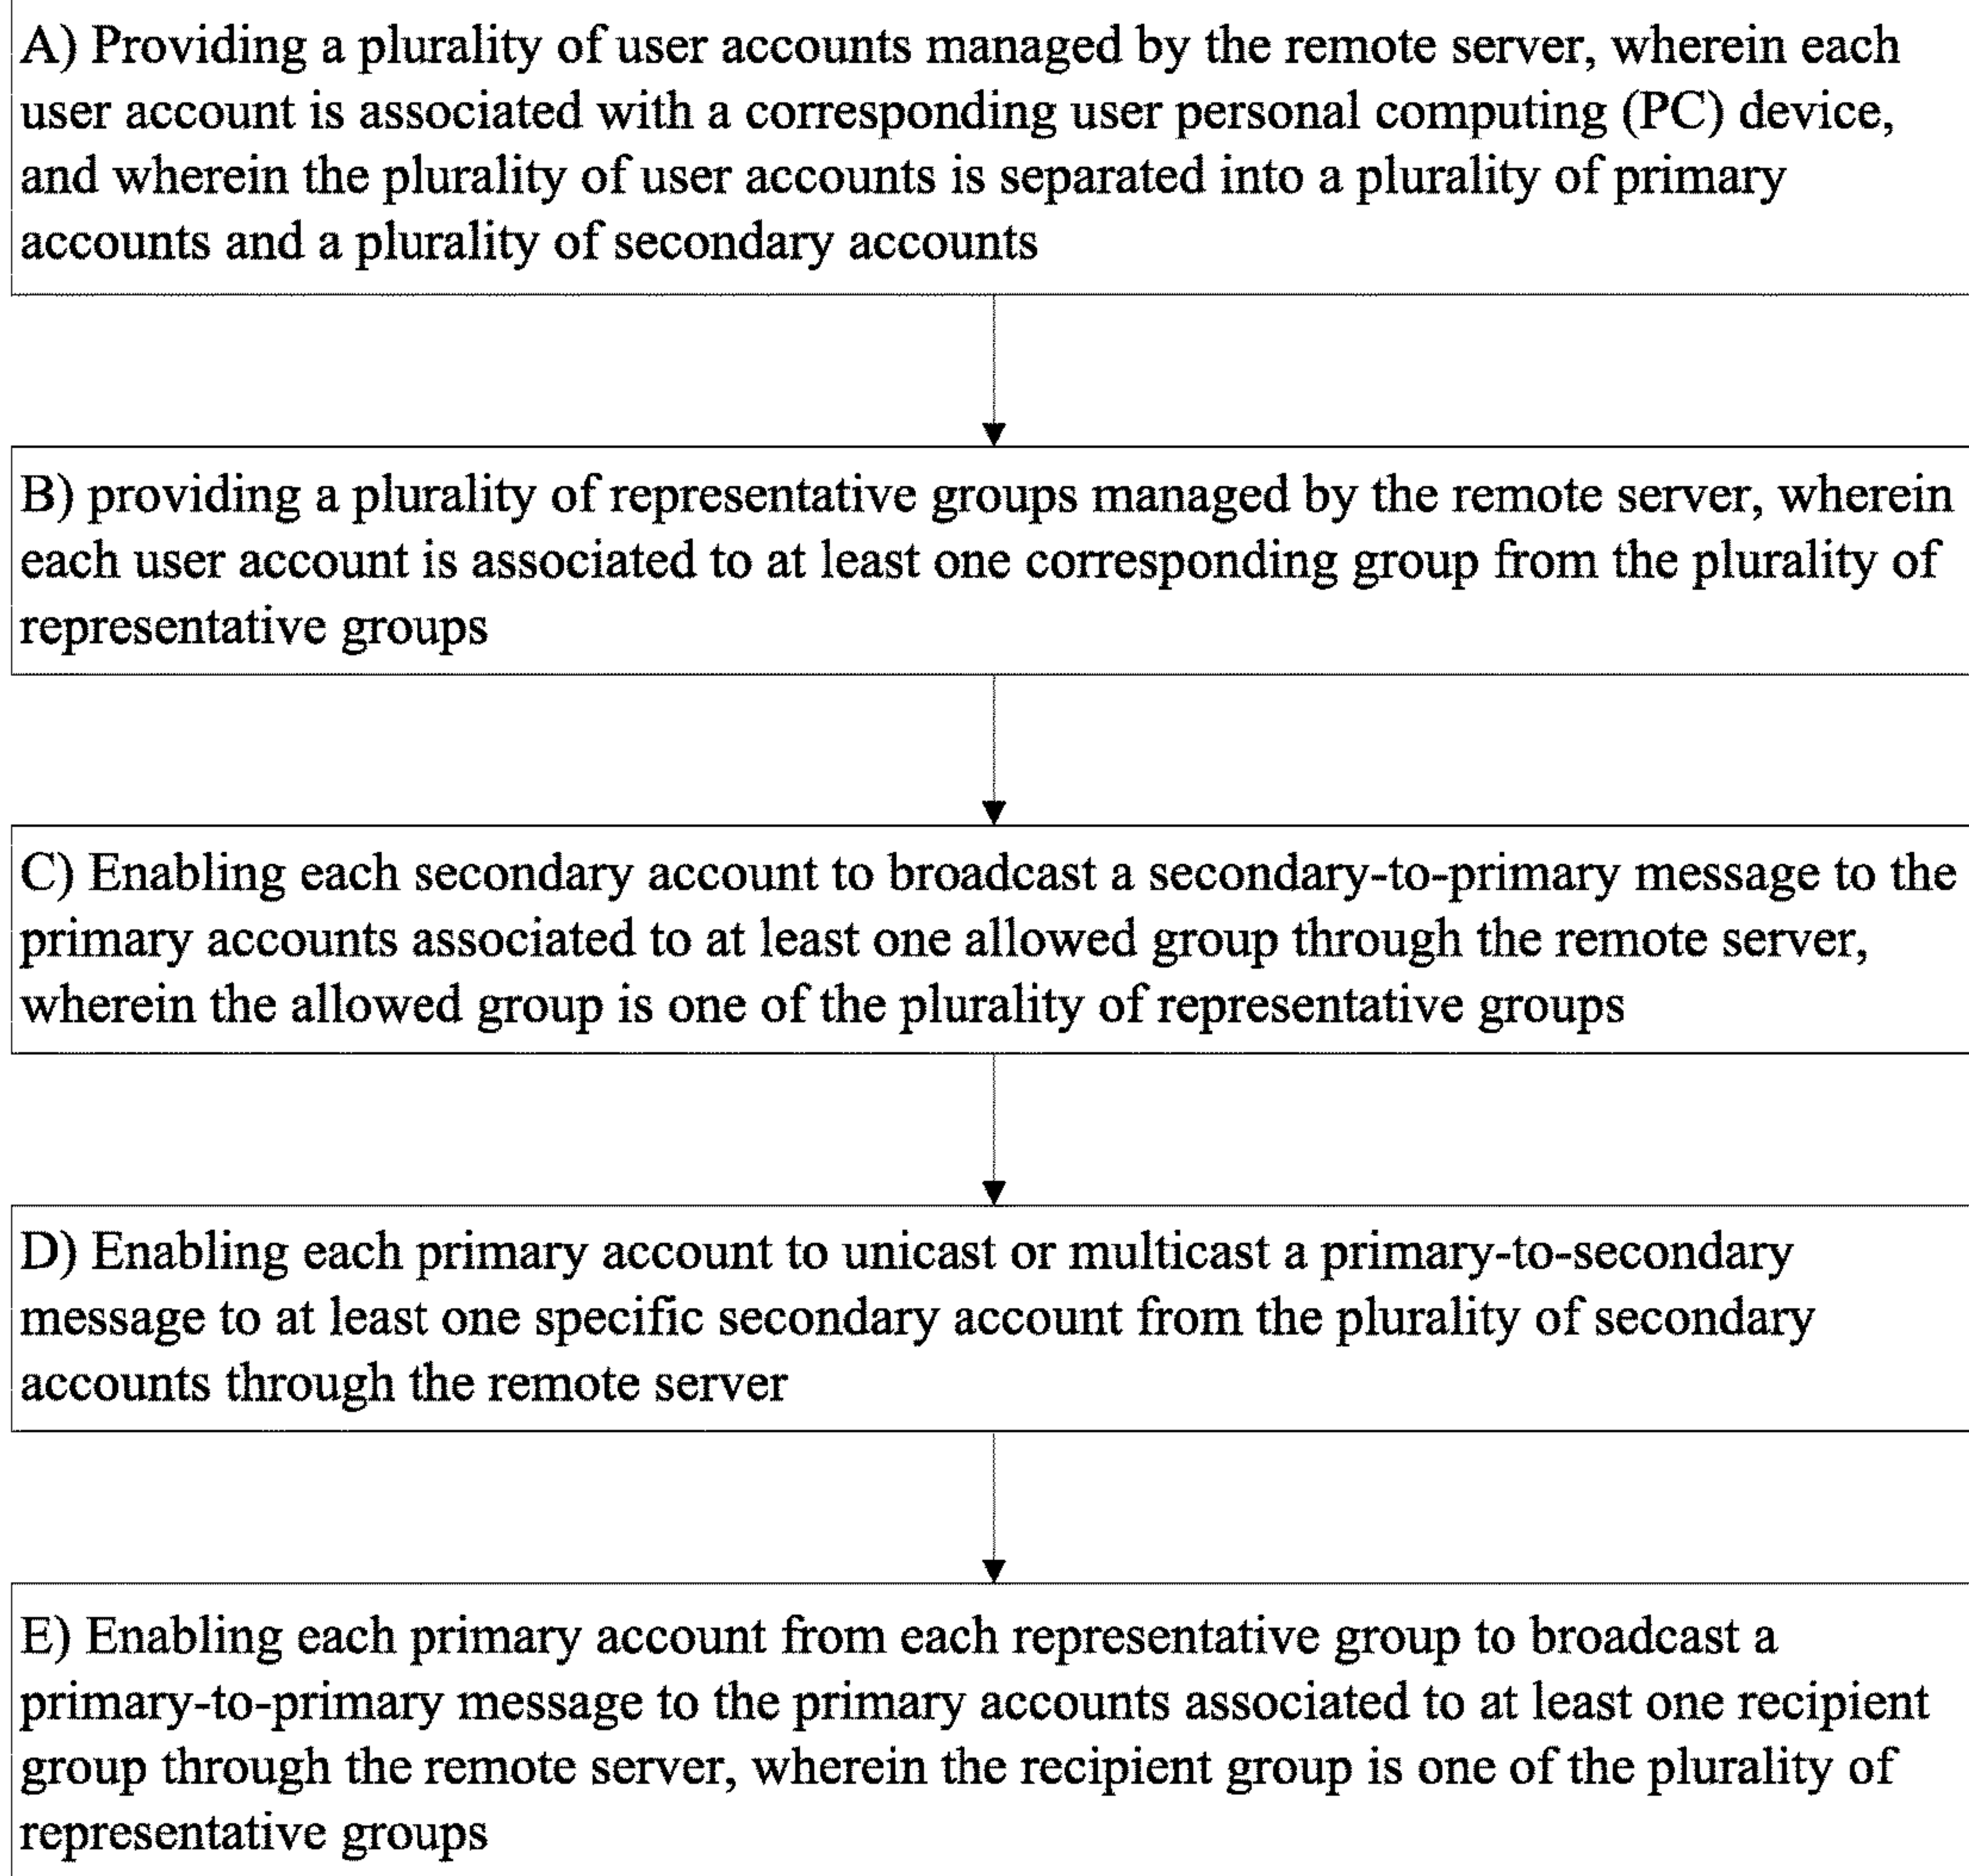 A) Providing a plurality of user accounts managed by the remote server, wherein each
user account is associated with a corresponding user personal computing (PC) device,
and wherein the plurality of user accounts is separated into a plurality of primary
accounts and a plurality of secondary accounts
B) providing a plurality of representative groups managed by the remote server, wherein
each user account is associated to at least one corresponding group from the plurality of
representative groups
C) Enabling each secondary account to broadcast a secondary-to-primary message to the
primary accounts associated to at least one allowed group through the remote server,
wherein the allowed group is one of the plurality of representative groups
D) Enabling each primary account to unicast or multicast a primary-to-secondary
message to at least one specific secondary account from the plurality of secondary
accounts through the remote server
E) Enabling each primary account from each representative group to broadcast a
primary-to-primary message to the primary accounts associated to at least one recipient
group through the remote server, wherein the recipient group is one of the plurality of
representative groups